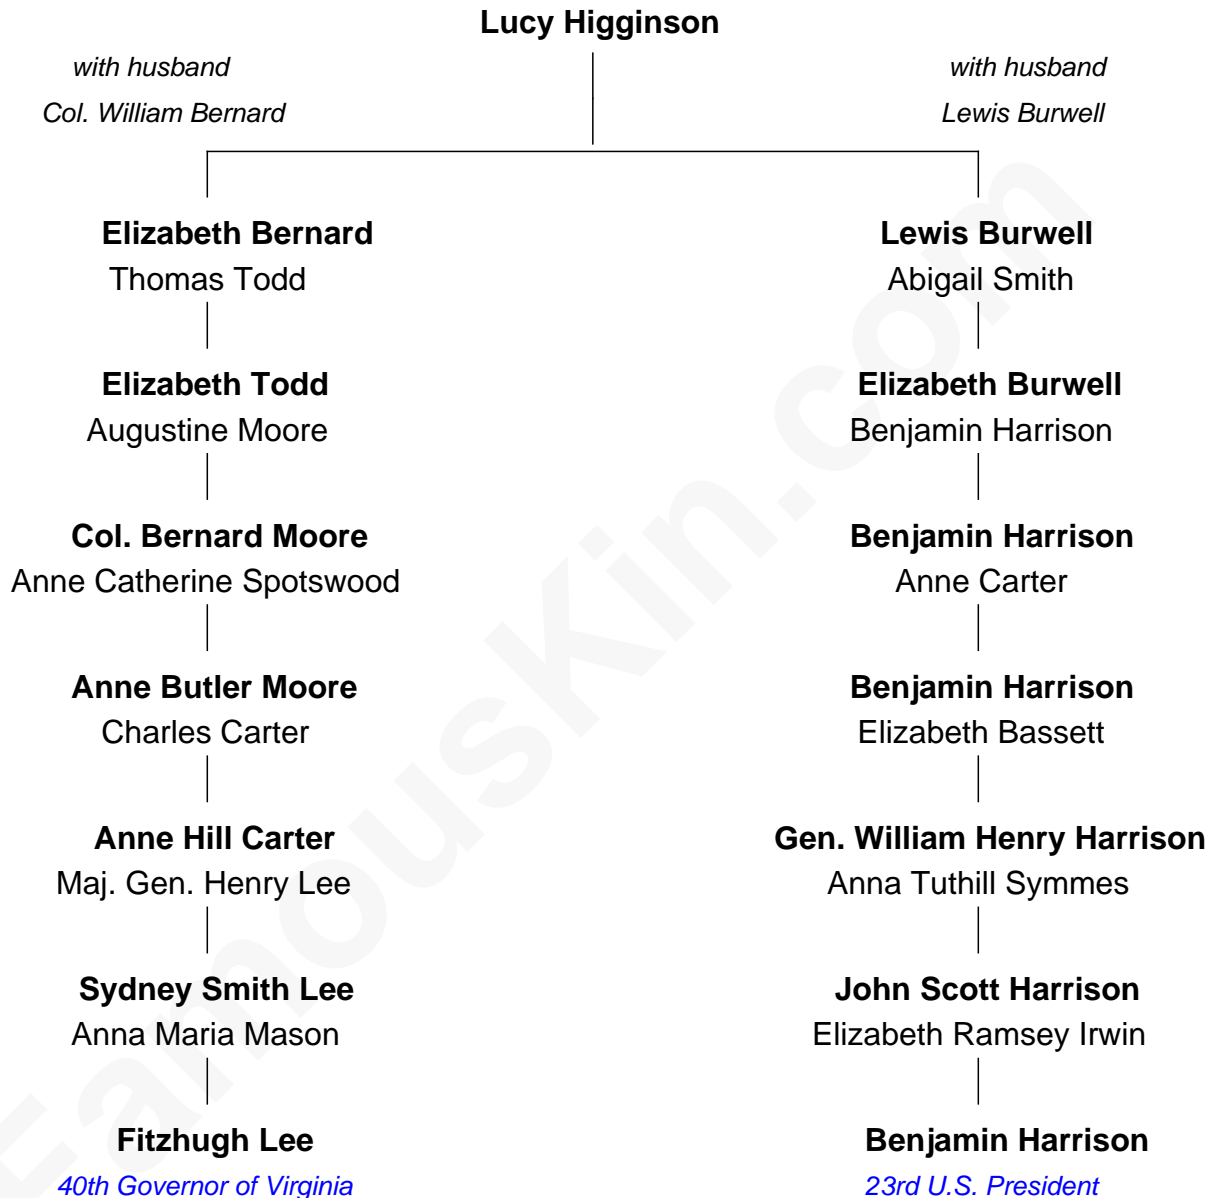 Lucy Higginson
with husband
Col. William Bernard
with husband
Lewis Burwell
Elizabeth Bernard
Thomas Todd
Lewis Burwell
Abigail Smith
Elizabeth Todd
Augustine Moore
Elizabeth Burwell
Benjamin Harrison
Col. Bernard Moore
Anne Catherine Spotswood
Benjamin Harrison
Anne Carter
Anne Butler Moore
Charles Carter
Benjamin Harrison
Elizabeth Bassett
Anne Hill Carter
Maj. Gen. Henry Lee
Gen. William Henry Harrison
Anna Tuthill Symmes
Sydney Smith Lee
Anna Maria Mason
John Scott Harrison
Elizabeth Ramsey Irwin
Fitzhugh Lee
40th Governor of Virginia
Benjamin Harrison
23rd U.S. President
FamousKin.com